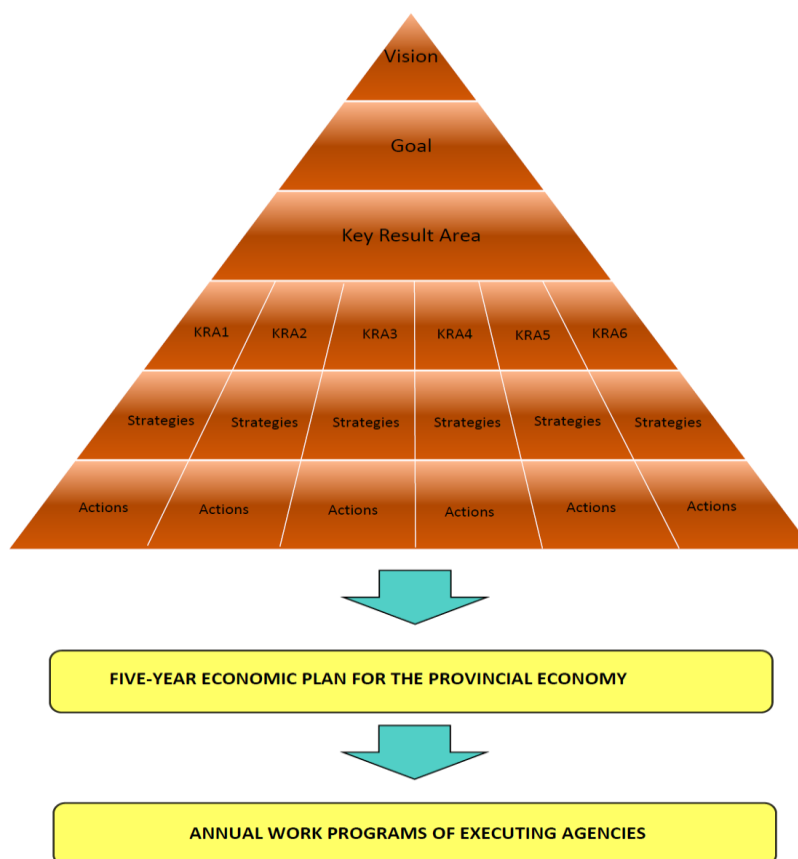 Vision
Goal
Key Result Area
KRA1 KRA2 KRA3 KRA4 KRA5 KRA6
Strategies Strategies Strategies Strategies Strategies Strategies
Actions Actions Actions Actions Actions Actions
FIVE-YEAR ECONOMIC PLAN FOR THE PROVINCIAL ECONOMY
ANNUAL WORK PROGRAMS OF EXECUTING AGENCIES